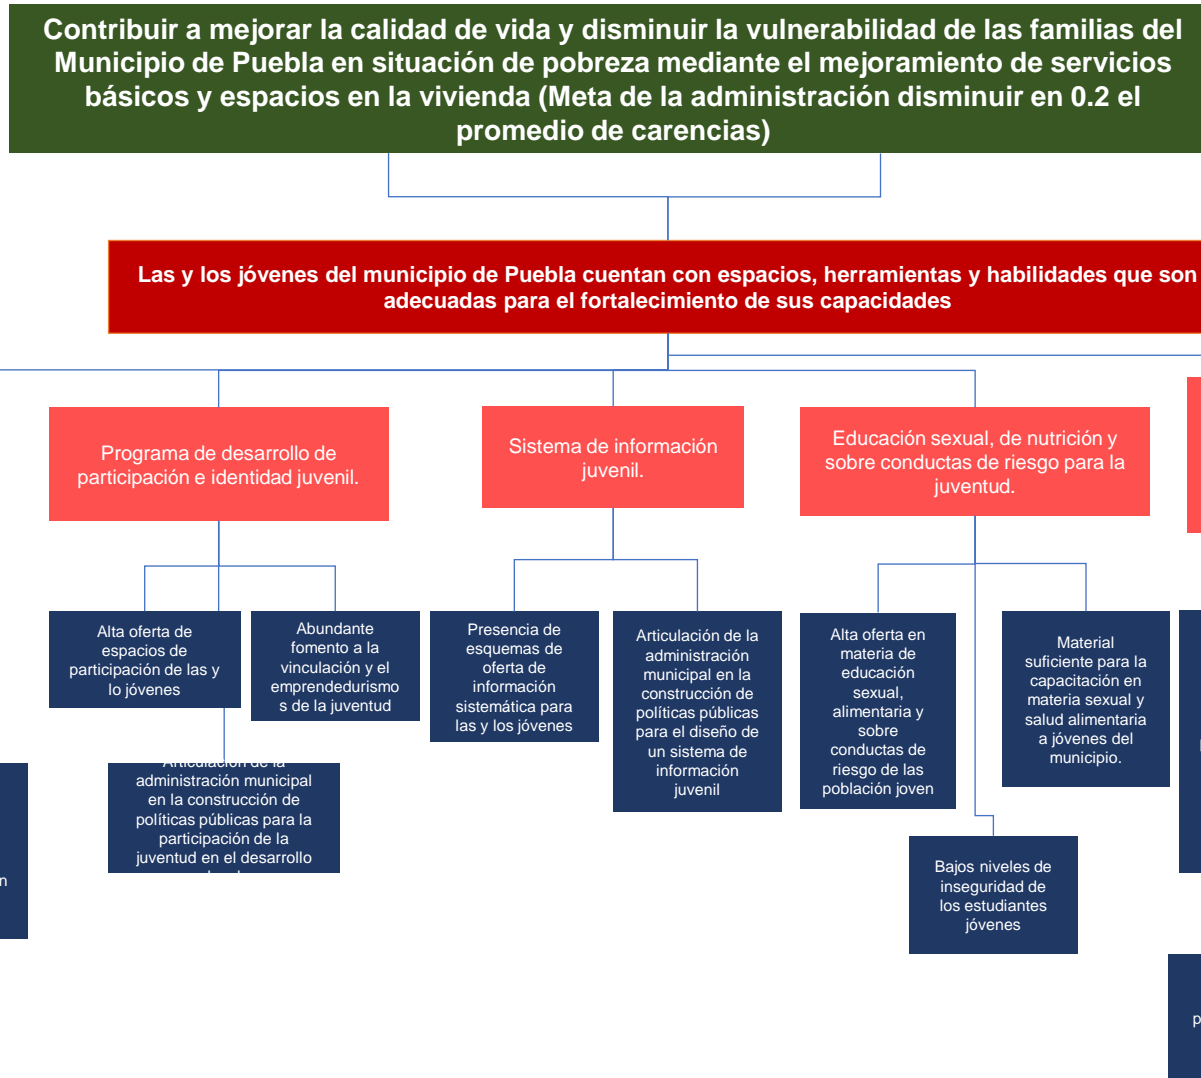 Contribuir a mejorar la calidad de vida y disminuir la vulnerabilidad de las familias del
Municipio de Puebla en situación de pobreza mediante el mejoramiento de servicios
básicos y espacios en la vivienda (Meta de la administración disminuir en 0.2 el
promedio de carencias)
Las y los jóvenes del municipio de Puebla cuentan con espacios, herramientas y habilidades que son
adecuadas para el fortalecimiento de sus capacidades
Programa de desarrollo de
participación e identidad juvenil.
Sistema de información
juvenil.
Educación sexual, de nutrición y
sobre conductas de riesgo para la
juventud.
Alta oferta de
espacios de
participación de las y
lo jóvenes
Abundante
fomento a la
vinculación y el
emprendedurismo
s de la juventud
Presencia de
esquemas de
oferta de
información
sistemática para
las y los jóvenes
Articulación de la
administración
municipal en la
construcción de
políticas públicas
para el diseño de
un sistema de
información
juvenil
Alta oferta en
materia de
educación
sexual,
alimentaria y
sobre
conductas de
riesgo de las
población joven
Material
suficiente para la
capacitación en
materia sexual y
salud alimentaria
a jóvenes del
municipio.
Articulación de la
administración municipal
en la construcción de
políticas públicas para la
participación de la
juventud en el desarrollo
Bajos niveles de
inseguridad de
los estudiantes
jóvenes
n
p